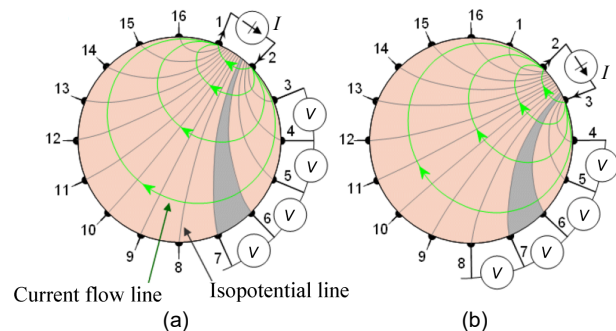 16 1 I
15 2
14 3
V
13
12 4
V
11 5
V
10 6
9 8 7 V
Current flow line Isopotential line
(a)
16 1 2 I
15
14 3
13
12 4
V
11 5
V
10 6
9 V
8 V 7
(b)